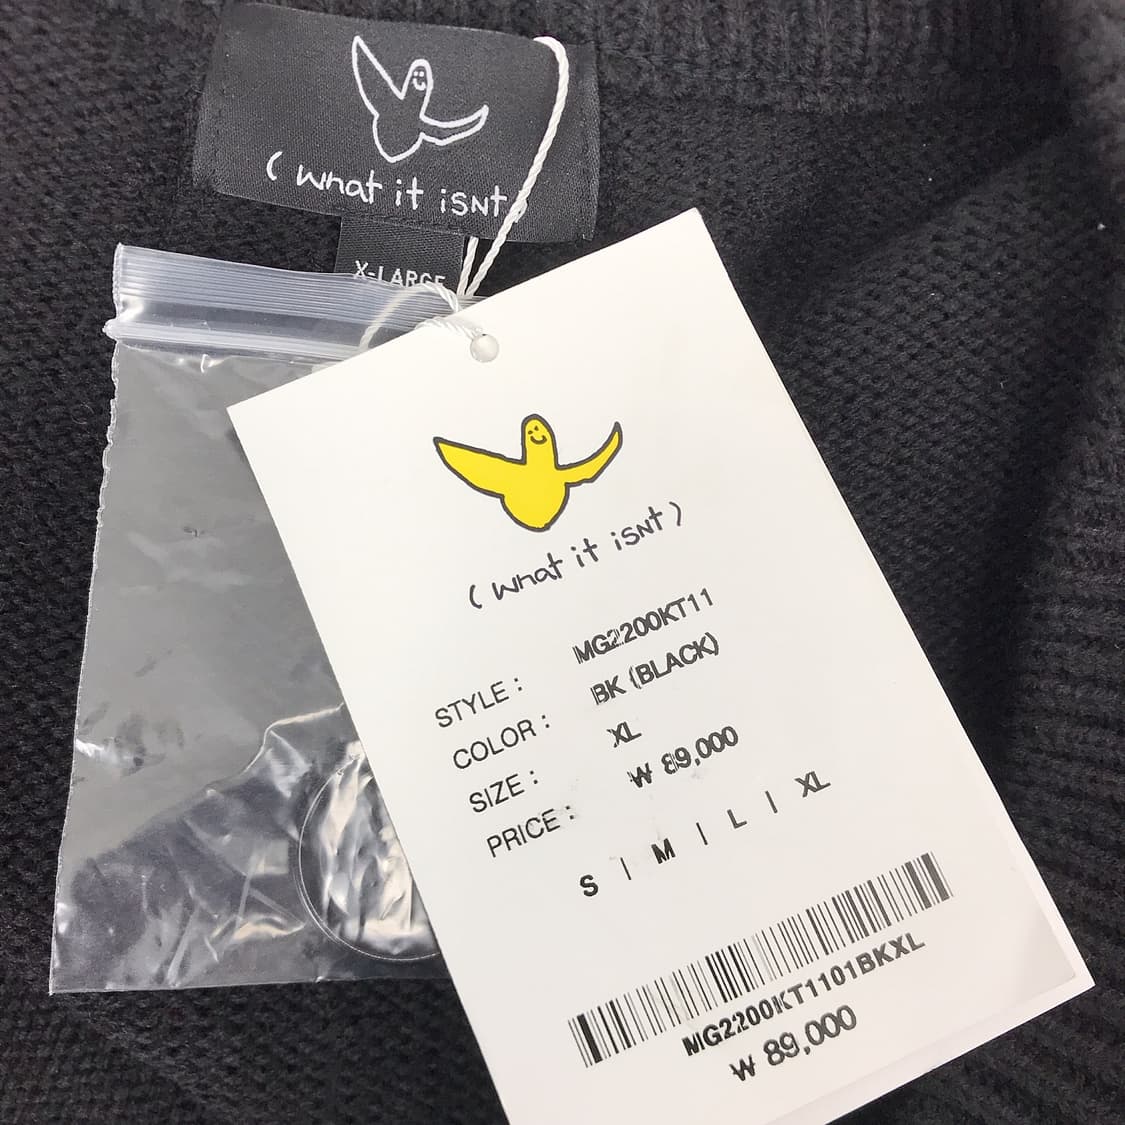 ( what it isNt )
X-LARGE
( what it isNt )
STYLE : MG2200KT11
COLOR : BK (BLACK)
SIZE : XL
PRICE : ₩ 89,000
S | M | L | XL
MG2200KT1101BKXL
₩ 89,000